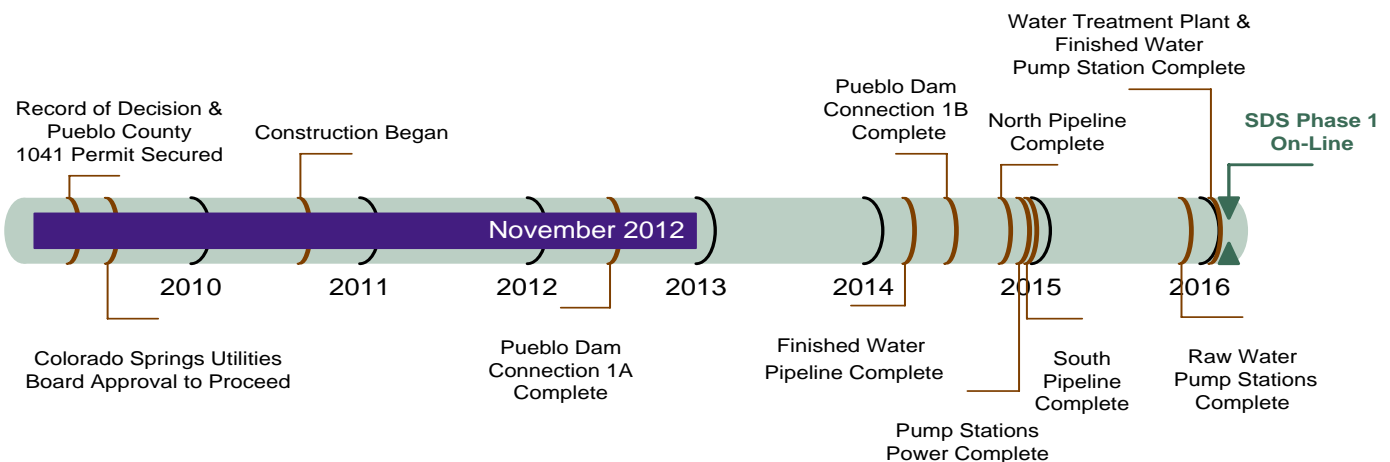 Record of Decision &
Pueblo County
1041 Permit Secured
Construction Began
Pueblo Dam
Connection 1B
Complete
North Pipeline
Complete
Water Treatment Plant &
Finished Water
Pump Station Complete
SDS Phase 1
On-Line
November 2012
2010
2011
2012
2013
2014
2015
2016
Colorado Springs Utilities
Board Approval to Proceed
Pueblo Dam
Connection 1A
Complete
Finished Water
Pipeline Complete
Pump Stations
Power Complete
South
Pipeline
Complete
Raw Water
Pump Stations
Complete